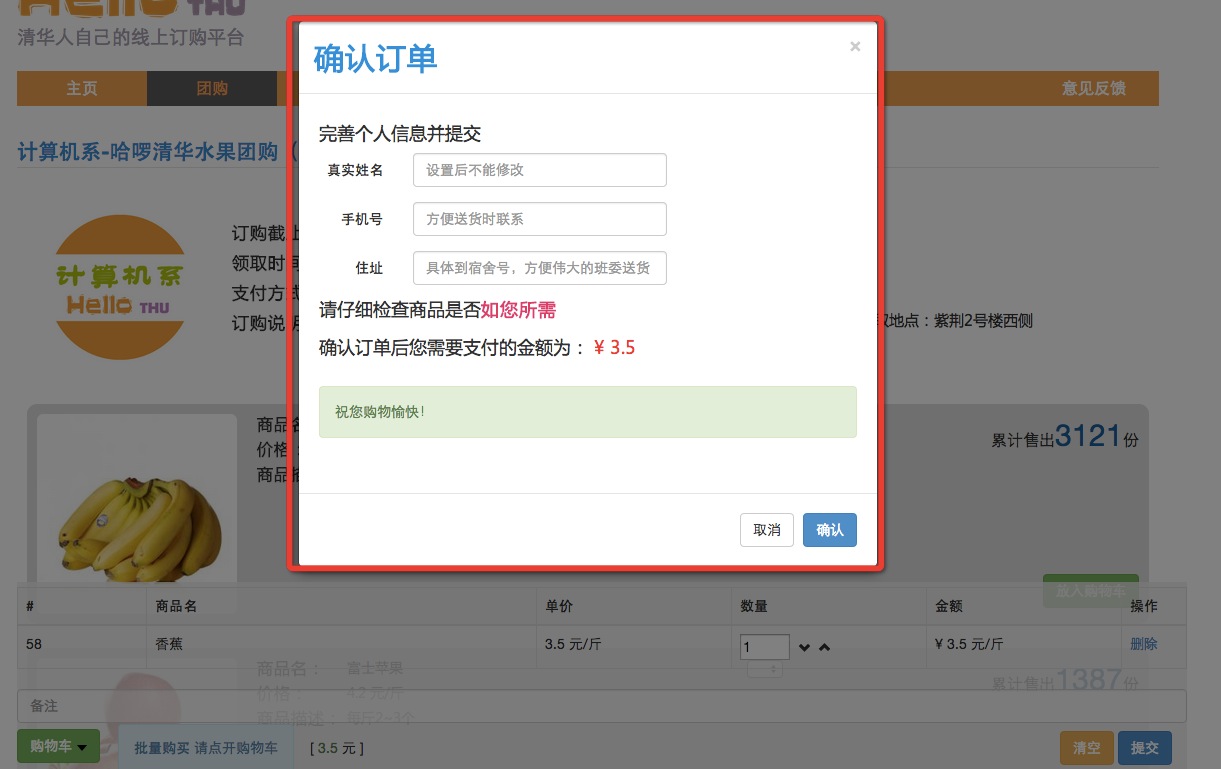 Hello THU
清华人自己的线上订购平台
主页 团购 意见反馈
计算机系-哈啰清华水果团购
计算机系
Hello THU
订购截止
领取时间
支付方式
订购说明
地点：紫荆2号楼西侧
确认订单
×
完善个人信息并提交
真实姓名 设置后不能修改
手机号 方便送货时联系
住址 具体到宿舍号，方便伟大的班委送货
请仔细检查商品是否如您所需
确认订单后您需要支付的金额为： ¥ 3.5
祝您购物愉快！
取消 确认
商品名
价格：
商品描
累计售出3121份
放入购物车
# 商品名 单价 数量 金额 操作
58 香蕉 3.5 元/斤 1 ¥ 3.5 元/斤 删除
商品名： 富士苹果
价格： 4.2 元/斤
商品描述： 每斤2~3个
累计售出1387份
备注
购物车 批量购买 请点开购物车 [ 3.5 元 ] 清空 提交